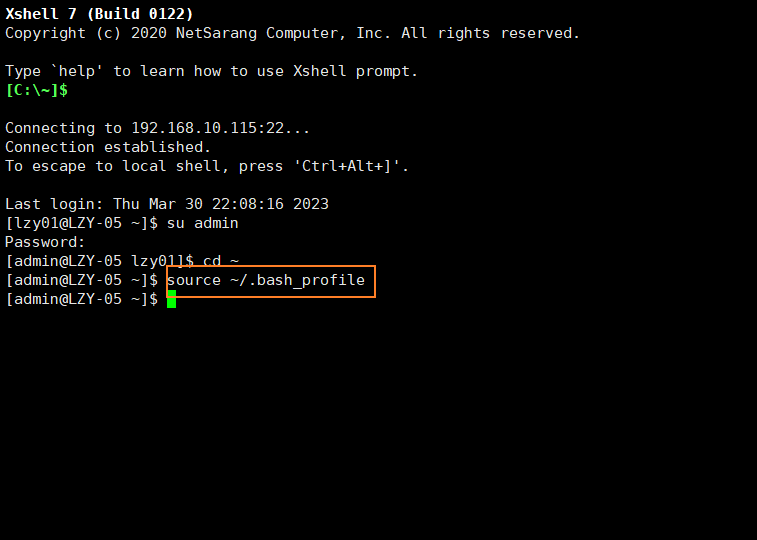 Xshell 7 (Build 0122)
Copyright (c) 2020 NetSarang Computer, Inc. All rights reserved.
Type `help' to learn how to use Xshell prompt.
[C:\~]$
Connecting to 192.168.10.115:22...
Connection established.
To escape to local shell, press 'Ctrl+Alt+]'.
Last login: Thu Mar 30 22:08:16 2023
[lzy01@LZY-05 ~]$ su admin
Password:
[admin@LZY-05 lzy01]$ cd ~
[admin@LZY-05 ~]$ source ~/.bash_profile
[admin@LZY-05 ~]$